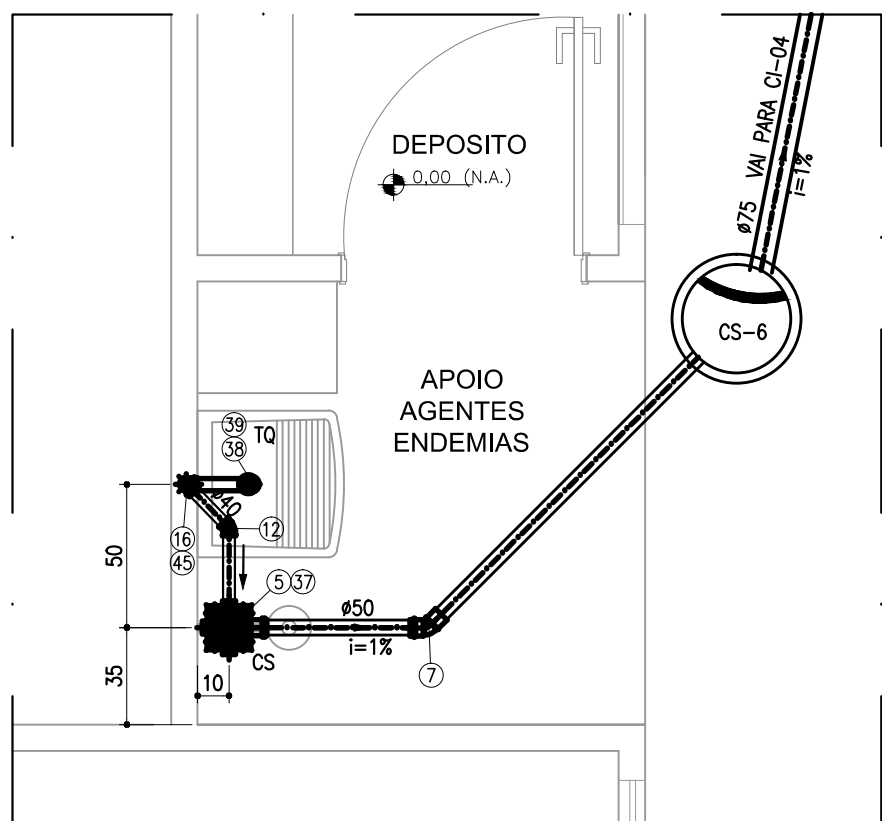 DEPOSITO
0,00 (N.A.)
ø75 VAI PARA CI-04
i=1%
CS-6
APOIO
AGENTES
ENDEMIAS
39
TQ
38
ø40
12
16
45
50
5 37
ø50
i=1%
CS
7
35
10